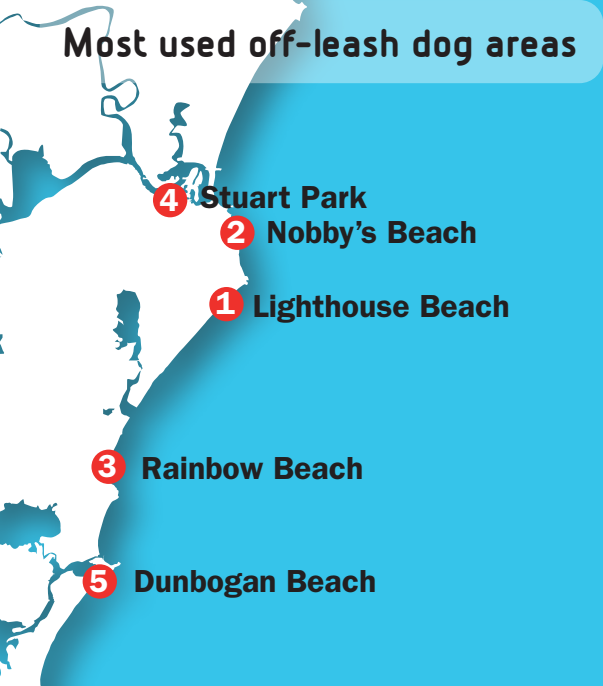 Most used off-leash dog areas
4 Stuart Park
2 Nobby's Beach
1 Lighthouse Beach
3 Rainbow Beach
5 Dunbogan Beach